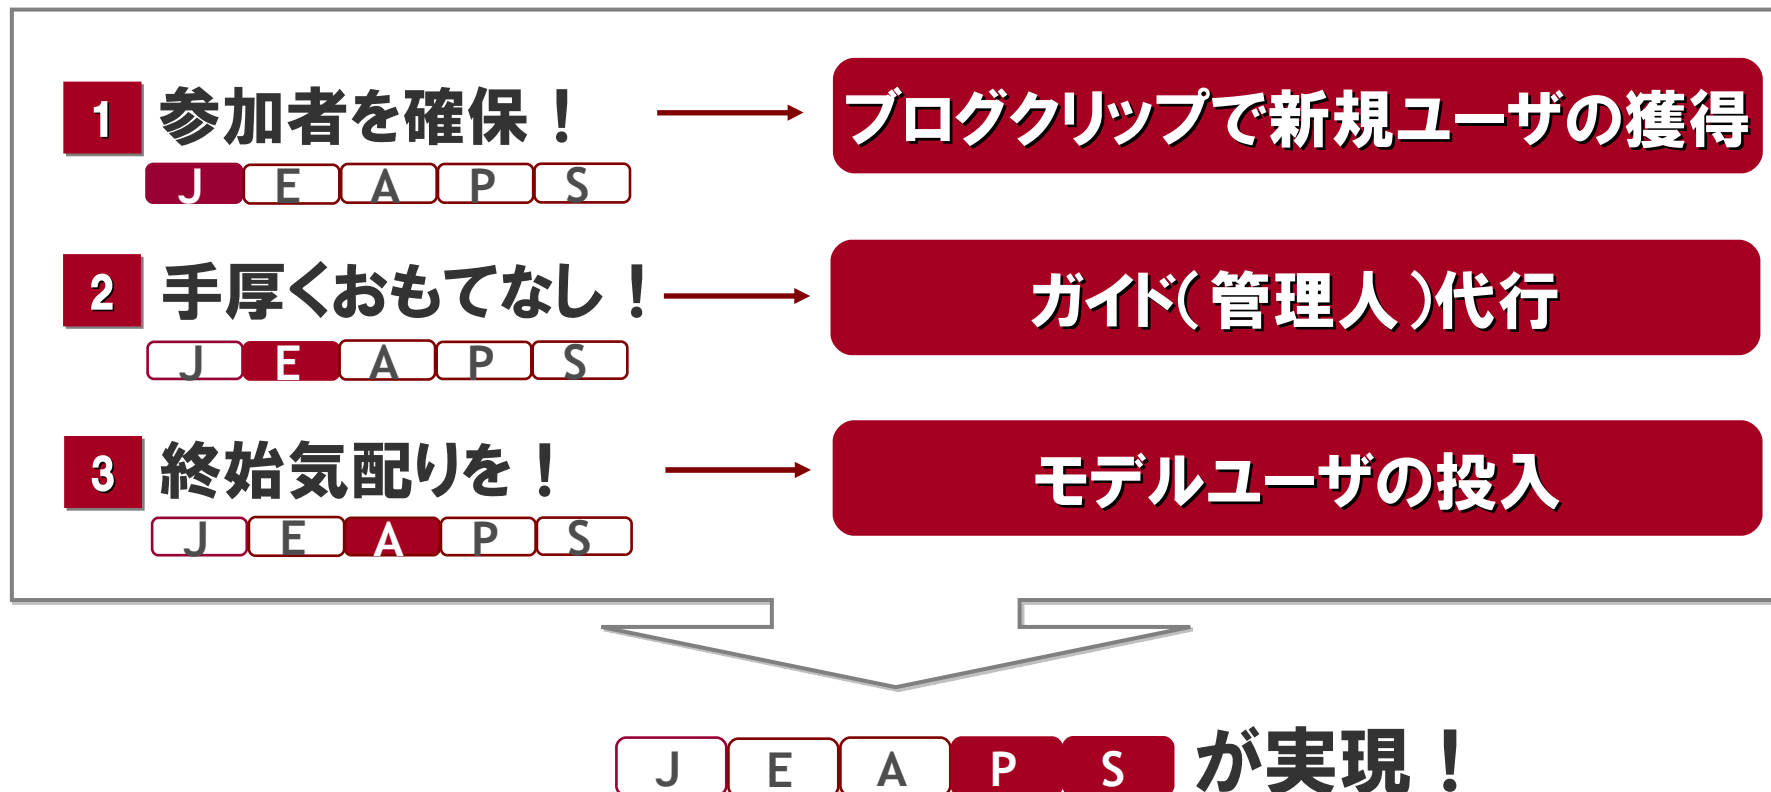 1 参加者を確保！ ブログクリップで新規ユーザの獲得
J E A P S
2 手厚くおもてなし！ ガイド（管理人）代行
J E A P S
3 終始気配りを！ モデルユーザの投入
J E A P S
J E A P S が実現！